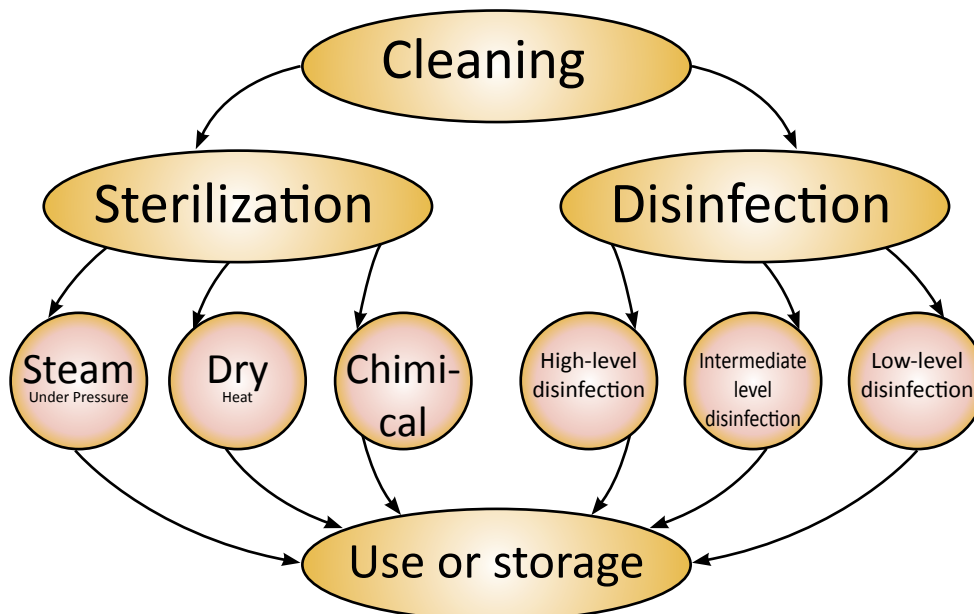 Cleaning
Sterilization
Disinfection
Steam
Under Pressure
Dry
Heat
Chimi-
cal
High-level
disinfection
Intermediate
level
disinfection
Low-level
disinfection
Use or storage